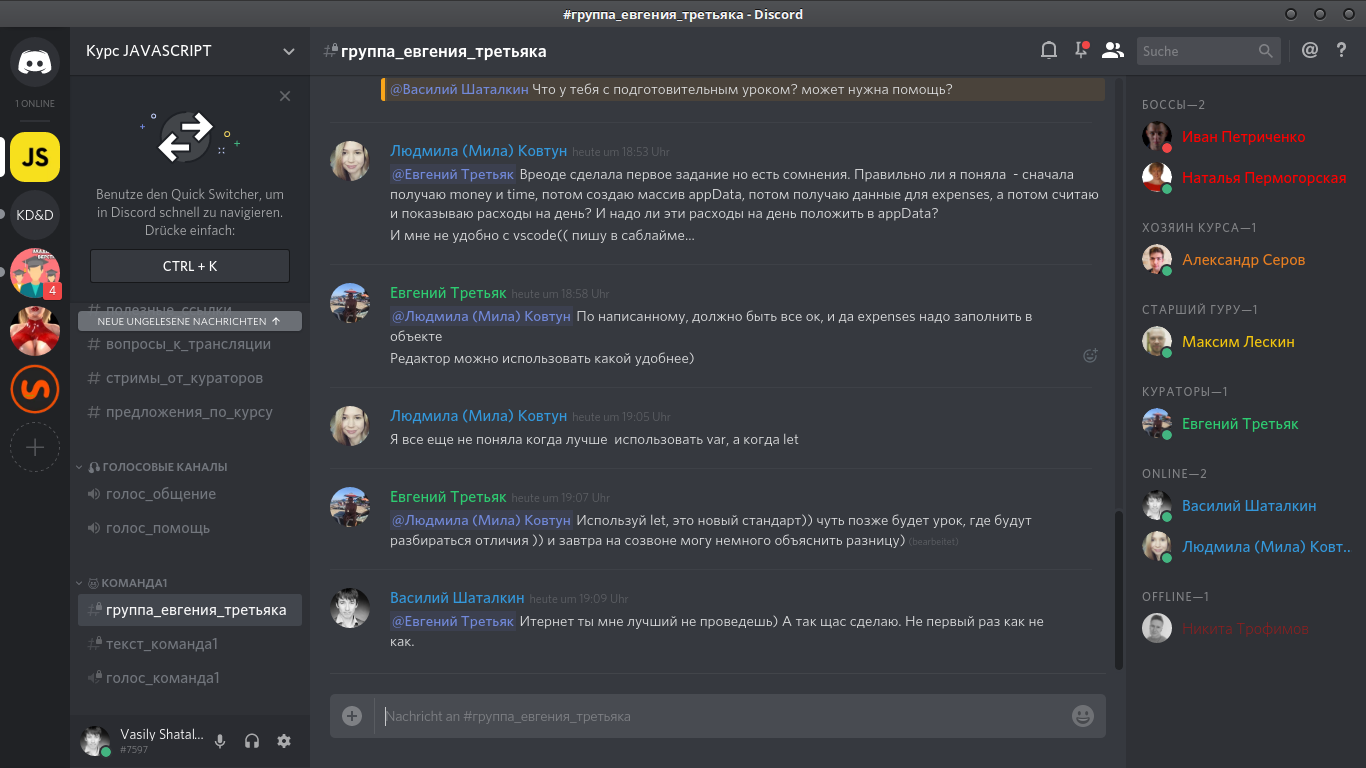 #группа_евгения_третьяка - Discord
1 ONLINE
JS
KD&D
4
Курс JAVASCRIPT
Benutze den Quick Switcher, um
in Discord schnell zu navigieren.
Drücke einfach:
CTRL + K
# полезные_ссылки
NEUE UNGELESENE NACHRICHTEN ↑
# вопросы_к_трансляции
# стримы_от_кураторов
# предложения_по_курсу
ГОЛОСОВЫЕ КАНАЛЫ
голос_общение
голос_помощь
КОМАНДА1
# группа_евгения_третьяка
# текст_команда1
голос_команда1
Vasily Shatal...
#7597
# группа_евгения_третьяка
Suche
@ ?
@Василий Шаталкин Что у тебя с подготовительным уроком? может нужна помощь?
Людмила (Мила) Ковтун heute um 18:53 Uhr
@Евгений Третьяк Вреоде сделала первое задание но есть сомнения. Правильно ли я поняла - сначала
получаю money и time, потом создаю массив appData, потом получаю данные для expenses, а потом считаю
и показываю расходы на день? И надо ли эти расходы на день положить в appData?
И мне не удобно с vscode(( пишу в саблайме...
Евгений Третьяк heute um 18:58 Uhr
@Людмила (Мила) Ковтун По написанному, должно быть все ок, и да expenses надо заполнить в
объекте
Редактор можно использовать какой удобнее)
Людмила (Мила) Ковтун heute um 19:05 Uhr
Я все еще не поняла когда лучше использовать var, а когда let
Евгений Третьяк heute um 19:07 Uhr
@Людмила (Мила) Ковтун Используй let, это новый стандарт)) чуть позже будет урок, где будут
разбираться отличия )) и завтра на созвоне могу немного объяснить разницу) (bearbeitet)
Василий Шаталкин heute um 19:09 Uhr
@Евгений Третьяк Итернет ты мне лучший не проведешь) А так щас сделаю. Не первый раз как не
как.
Nachricht an #группа_евгения_третьяка
БОССЫ—2
Иван Петриченко
Наталья Пермогорская
ХОЗЯИН КУРСА—1
Александр Серов
СТАРШИЙ ГУРУ—1
Максим Лескин
КУРАТОРЫ—1
Евгений Третьяк
ONLINE—2
Василий Шаталкин
Людмила (Мила) Ковт..
OFFLINE—1
Никита Трофимов